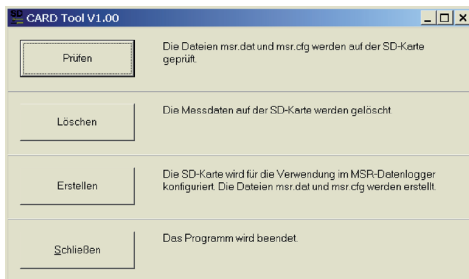 CARD Tool V1.00
Prüfen
Die Dateien msr.dat und msr.cfg werden auf der SD-Karte
geprüft.
Löschen
Die Messdaten auf der SD-Karte werden gelöscht
Erstellen
Die SD-Karte wird für die Verwendung im MSR-Datenlogger
konfiguriert. Die Dateien msr.dat und msr.cfg werden erstellt.
Schließen
Das Programm wird beendet.